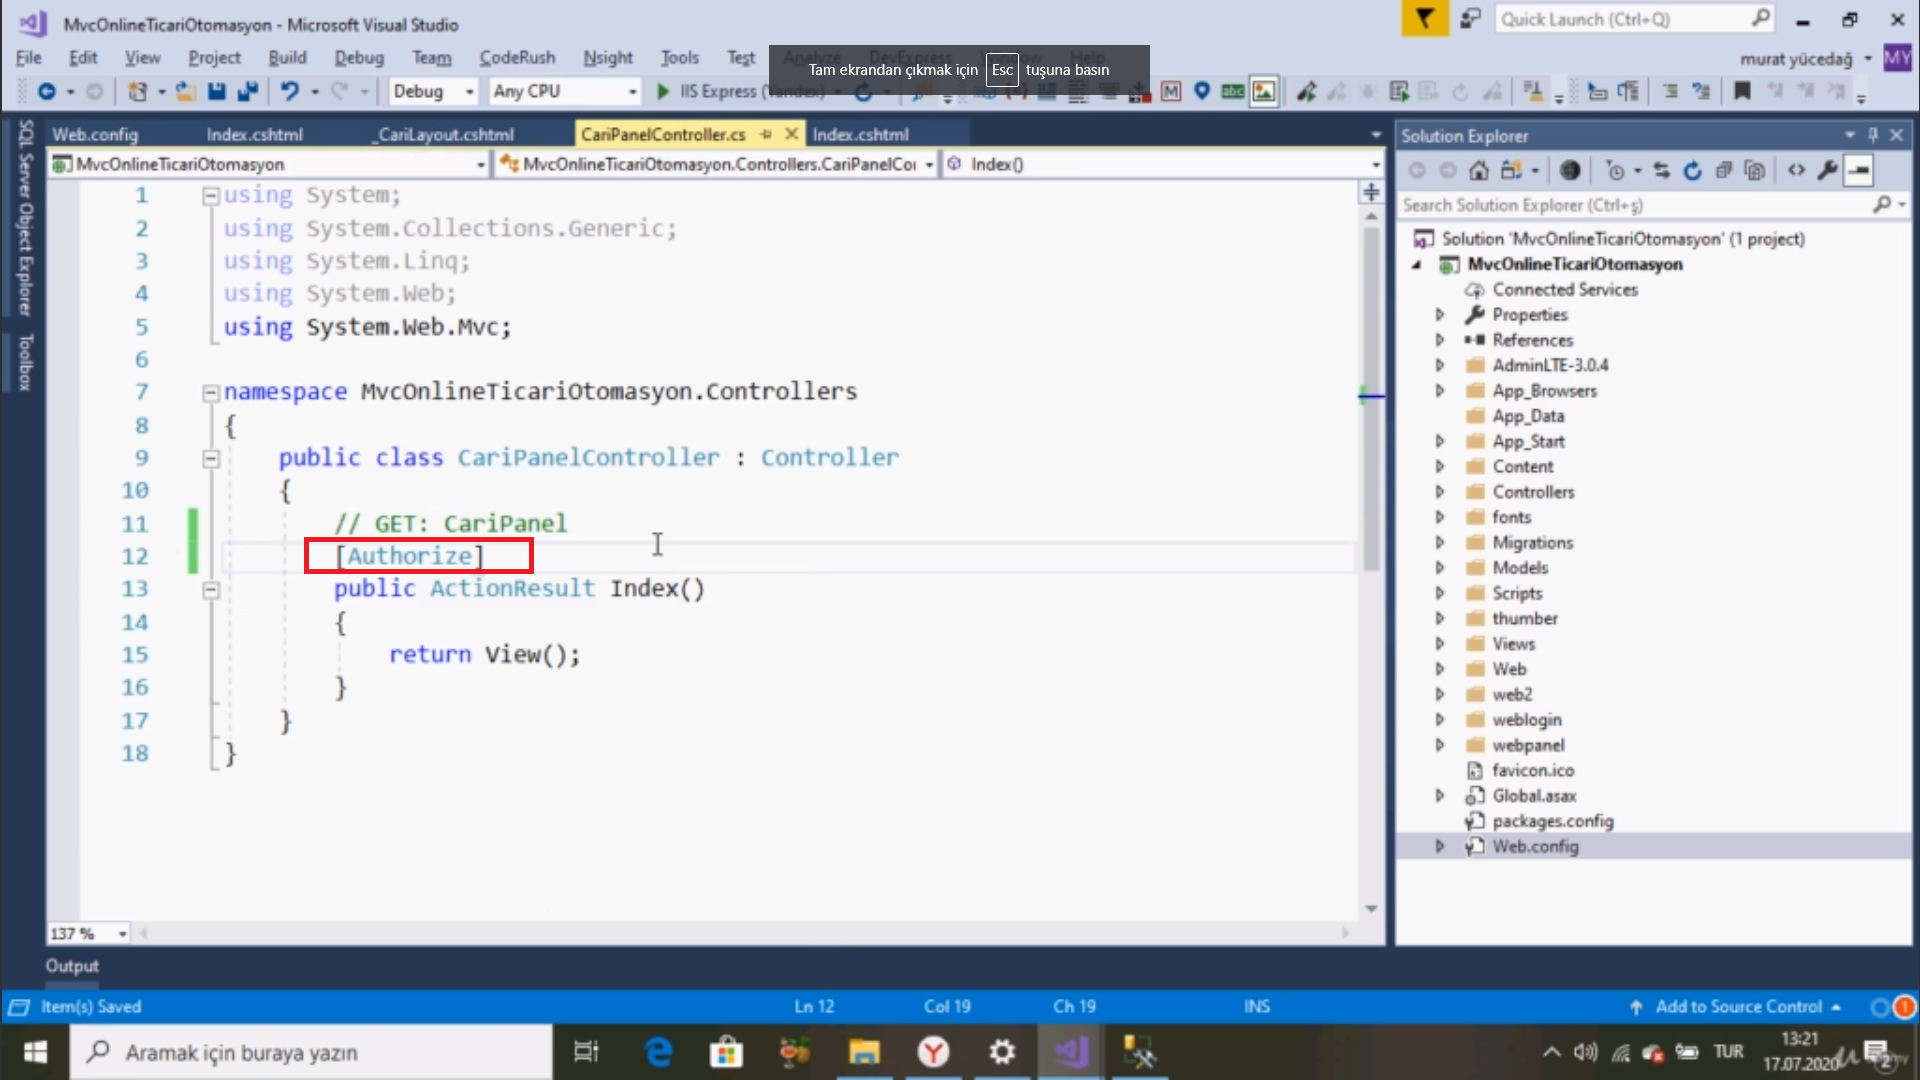 MvcOnlineTicariOtomasyon - Microsoft Visual Studio
Quick Launch (Ctrl+Q)
File Edit View Project Build Debug Team CodeRush Nsight Tools Test Analyze DevExpress Window Help
murat yücedağ
MY
Tam ekrandan çıkmak için Esc tuşuna basın
Debug Any CPU IIS Express (Yandex)
Web.config Index.cshtml _CariLayout.cshtml CariPanelController.cs Index.cshtml
MvcOnlineTicariOtomasyon MvcOnlineTicariOtomasyon.Controllers.CariPanelCo Index()
SQL Server Object Explorer
Toolbox
1 using System;
2 using System.Collections.Generic;
3 using System.Linq;
4 using System.Web;
5 using System.Web.Mvc;
6
7 namespace MvcOnlineTicariOtomasyon.Controllers
8 {
9 public class CariPanelController : Controller
10 {
11 // GET: CariPanel
12 [Authorize]
13 public ActionResult Index()
14 {
15 return View();
16 }
17 }
18 }
137 %
Solution Explorer
Search Solution Explorer (Ctrl+ş)
Solution 'MvcOnlineTicariOtomasyon' (1 project)
MvcOnlineTicariOtomasyon
Connected Services
Properties
References
AdminLTE-3.0.4
App_Browsers
App_Data
App_Start
Content
Controllers
fonts
Migrations
Models
Scripts
thumber
Views
Web
web2
weblogin
webpanel
favicon.ico
Global.asax
packages.config
Web.config
Output
Item(s) Saved Ln 12 Col 19 Ch 19 INS Add to Source Control 1
Aramak için buraya yazın
TUR
13:21
17.07.2020
2